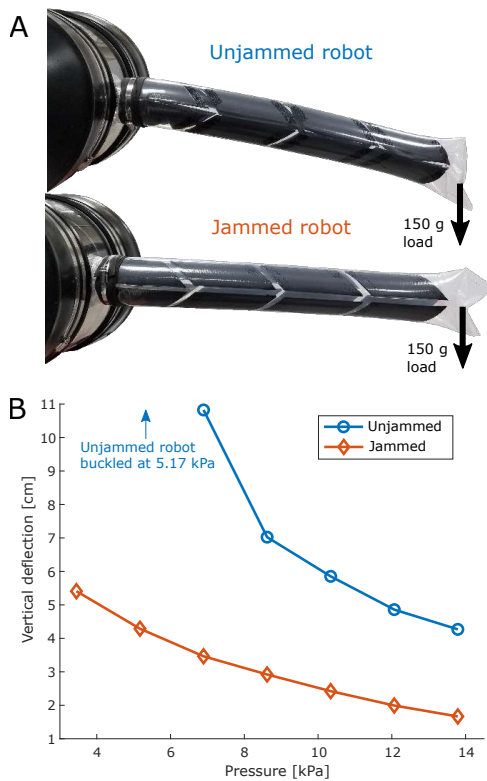 A
Unjammed robot
150 g
load
Jammed robot
150 g
load
B
Unjammed robot
buckled at 5.17 kPa
Unjammed
Jammed
Vertical deflection [cm]
11
10
9
8
7
6
5
4
3
2
1
4
6
8
10
12
14
Pressure [kPa]